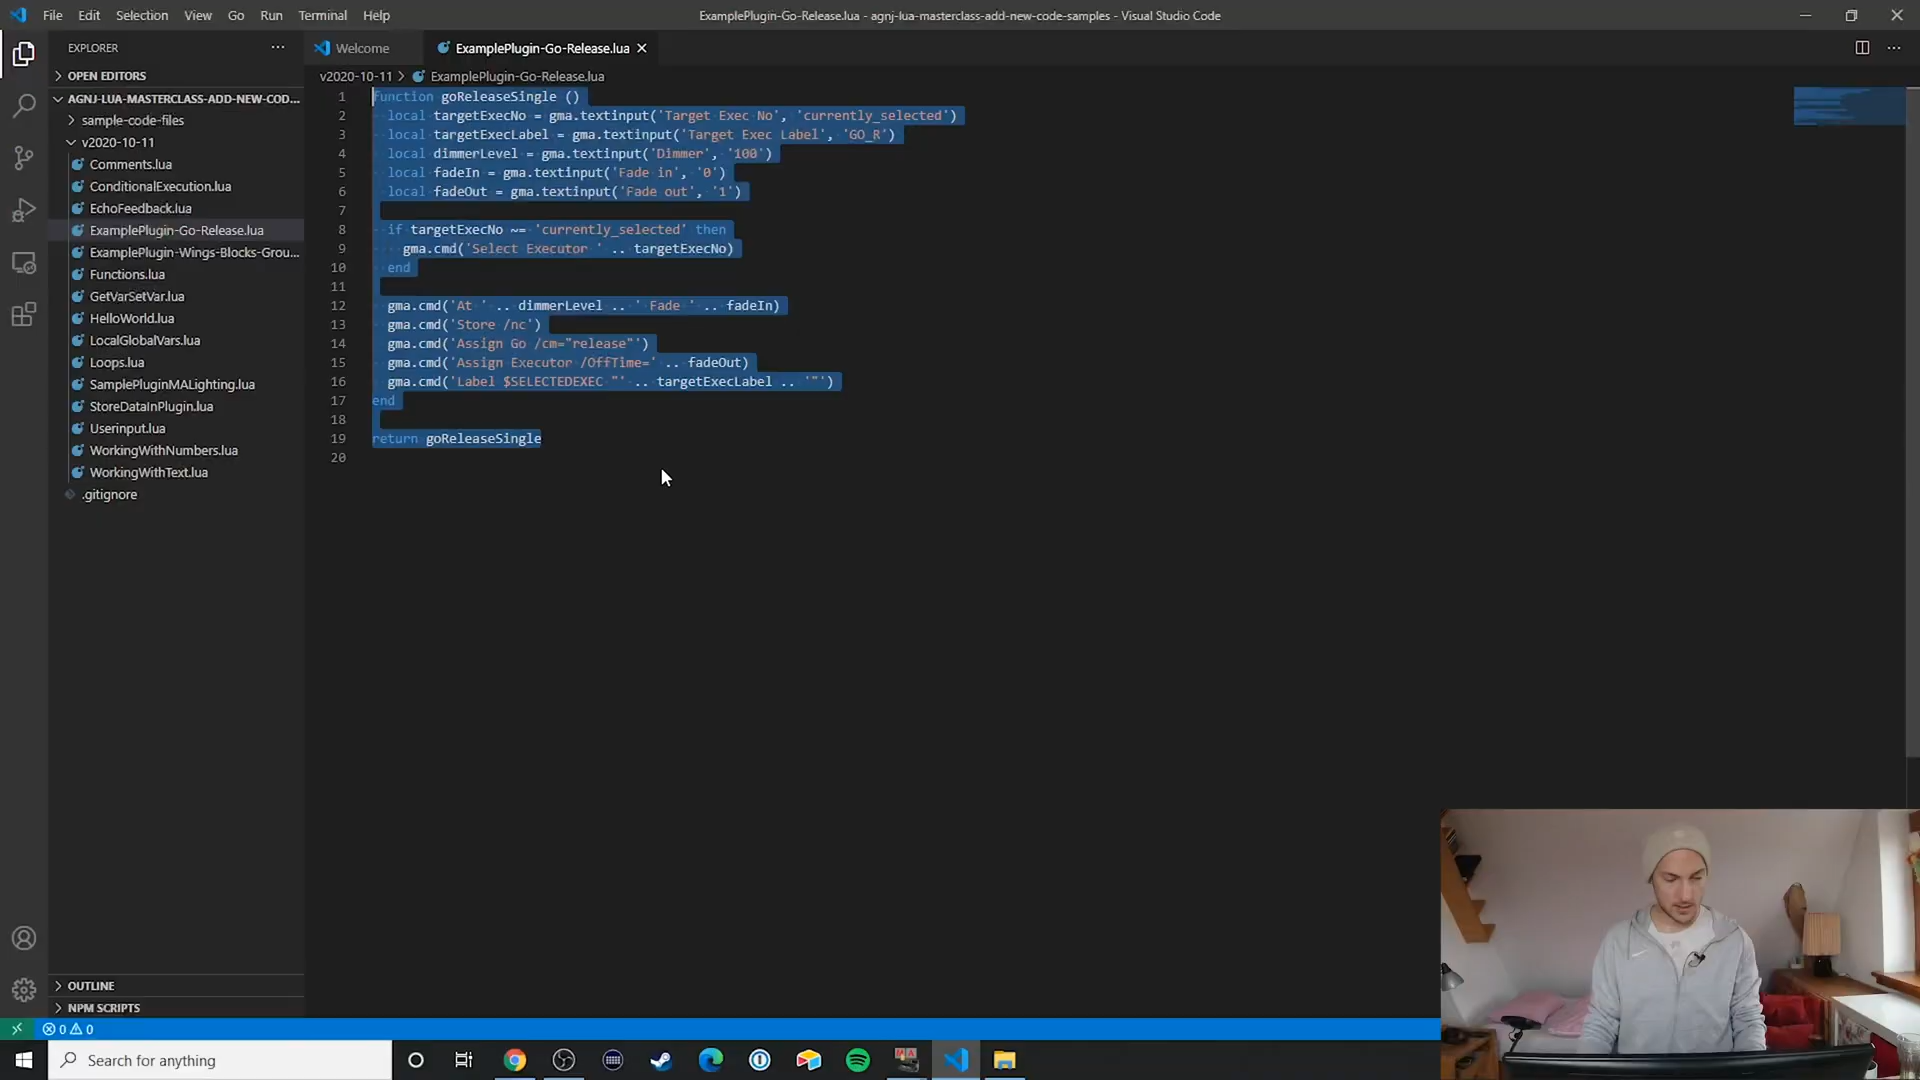 File Edit Selection View Go Run Terminal Help
ExamplePlugin-Go-Release.lua - agnj-lua-masterclass-add-new-code-samples - Visual Studio Code
EXPLORER
OPEN EDITORS
AGNJ-LUA-MASTERCLASS-ADD-NEW-COD...
sample-code-files
v2020-10-11
Comments.lua
ConditionalExecution.lua
EchoFeedback.lua
ExamplePlugin-Go-Release.lua
ExamplePlugin-Wings-Blocks-Grou...
Functions.lua
GetVarSetVar.lua
HelloWorld.lua
LocalGlobalVars.lua
Loops.lua
SamplePluginMALighting.lua
StoreDataInPlugin.lua
Userinput.lua
WorkingWithNumbers.lua
WorkingWithText.lua
.gitignore
OUTLINE
NPM SCRIPTS
Welcome
ExamplePlugin-Go-Release.lua
v2020-10-11 > ExamplePlugin-Go-Release.lua
1 function goReleaseSingle ()
2 local targetExecNo = gma.textinput('Target Exec No', 'currently_selected')
3 local targetExecLabel = gma.textinput('Target Exec Label', 'GO_R')
4 local dimmerLevel = gma.textinput('Dimmer', '100')
5 local fadeIn = gma.textinput('Fade in', '0')
6 local fadeOut = gma.textinput('Fade out', '1')
7
8 if targetExecNo ~= 'currently_selected' then
9 gma.cmd('Select Executor ' .. targetExecNo)
10 end
11
12 gma.cmd('At ' .. dimmerLevel .. ' Fade ' .. fadeIn)
13 gma.cmd('Store /nc')
14 gma.cmd('Assign Go /cm="release"')
15 gma.cmd('Assign Executor /OffTime=' .. fadeOut)
16 gma.cmd('Label $SELECTEDEXEC "' .. targetExecLabel .. '"')
17 end
18
19 return goReleaseSingle
20
0 0
Search for anything